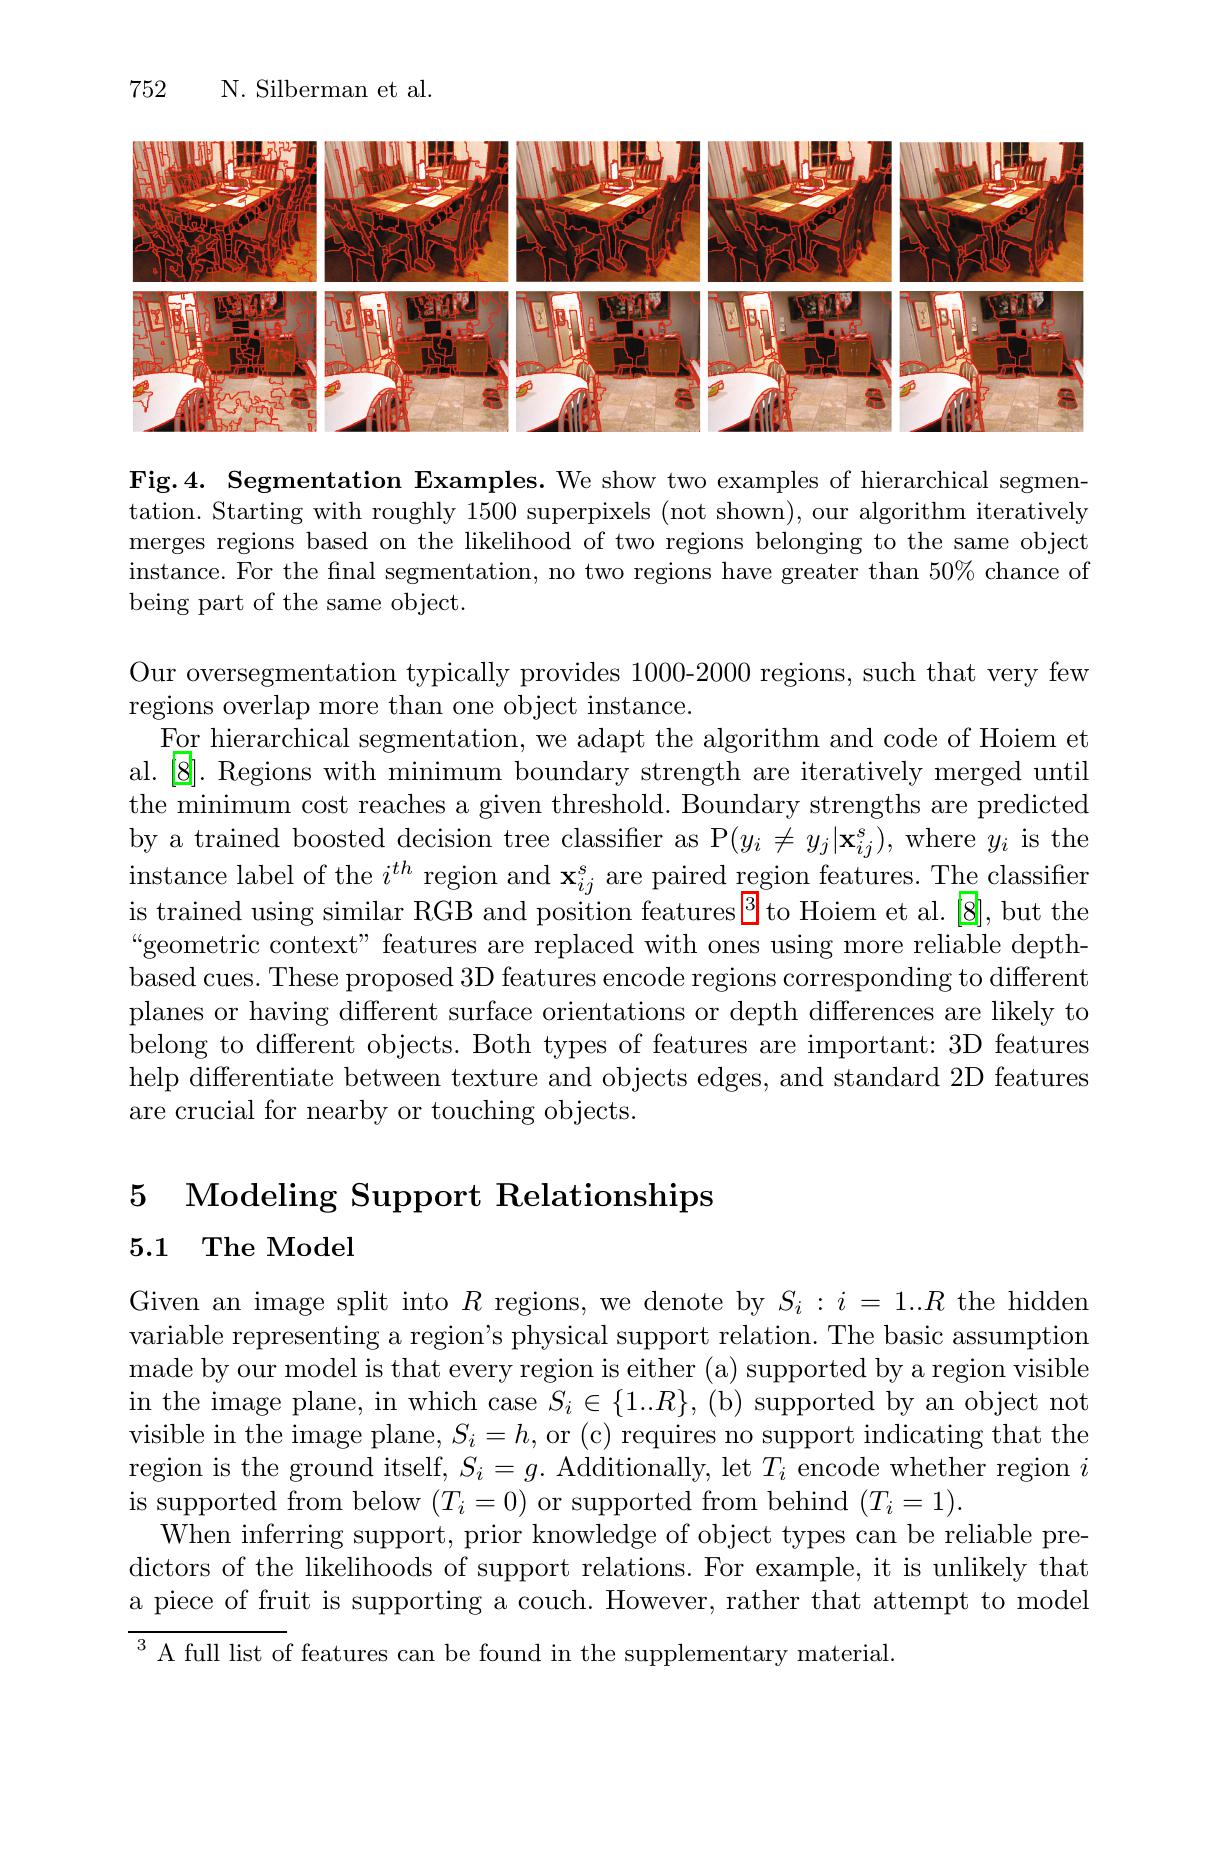 752 N. Silberman et al.
Fig. 4. Segmentation Examples. We show two examples of hierarchical segmen-
tation. Starting with roughly 1500 superpixels (not shown), our algorithm iteratively
merges regions based on the likelihood of two regions belonging to the same object
instance. For the final segmentation, no two regions have greater than 50% chance of
being part of the same object.
Our oversegmentation typically provides 1000-2000 regions, such that very few
regions overlap more than one object instance.
For hierarchical segmentation, we adapt the algorithm and code of Hoiem et
al. [8]. Regions with minimum boundary strength are iteratively merged until
the minimum cost reaches a given threshold. Boundary strengths are predicted
by a trained boosted decision tree classifier as P(y_i ≠ y_j|x^s_ij), where y_i is the
instance label of the i^th region and x^s_ij are paired region features. The classifier
is trained using similar RGB and position features ³ to Hoiem et al. [8], but the
“geometric context” features are replaced with ones using more reliable depth-
based cues. These proposed 3D features encode regions corresponding to different
planes or having different surface orientations or depth differences are likely to
belong to different objects. Both types of features are important: 3D features
help differentiate between texture and objects edges, and standard 2D features
are crucial for nearby or touching objects.
5 Modeling Support Relationships
5.1 The Model
Given an image split into R regions, we denote by S_i : i = 1..R the hidden
variable representing a region's physical support relation. The basic assumption
made by our model is that every region is either (a) supported by a region visible
in the image plane, in which case S_i ∈ {1..R}, (b) supported by an object not
visible in the image plane, S_i = h, or (c) requires no support indicating that the
region is the ground itself, S_i = g. Additionally, let T_i encode whether region i
is supported from below (T_i = 0) or supported from behind (T_i = 1).
When inferring support, prior knowledge of object types can be reliable pre-
dictors of the likelihoods of support relations. For example, it is unlikely that
a piece of fruit is supporting a couch. However, rather that attempt to model
³ A full list of features can be found in the supplementary material.